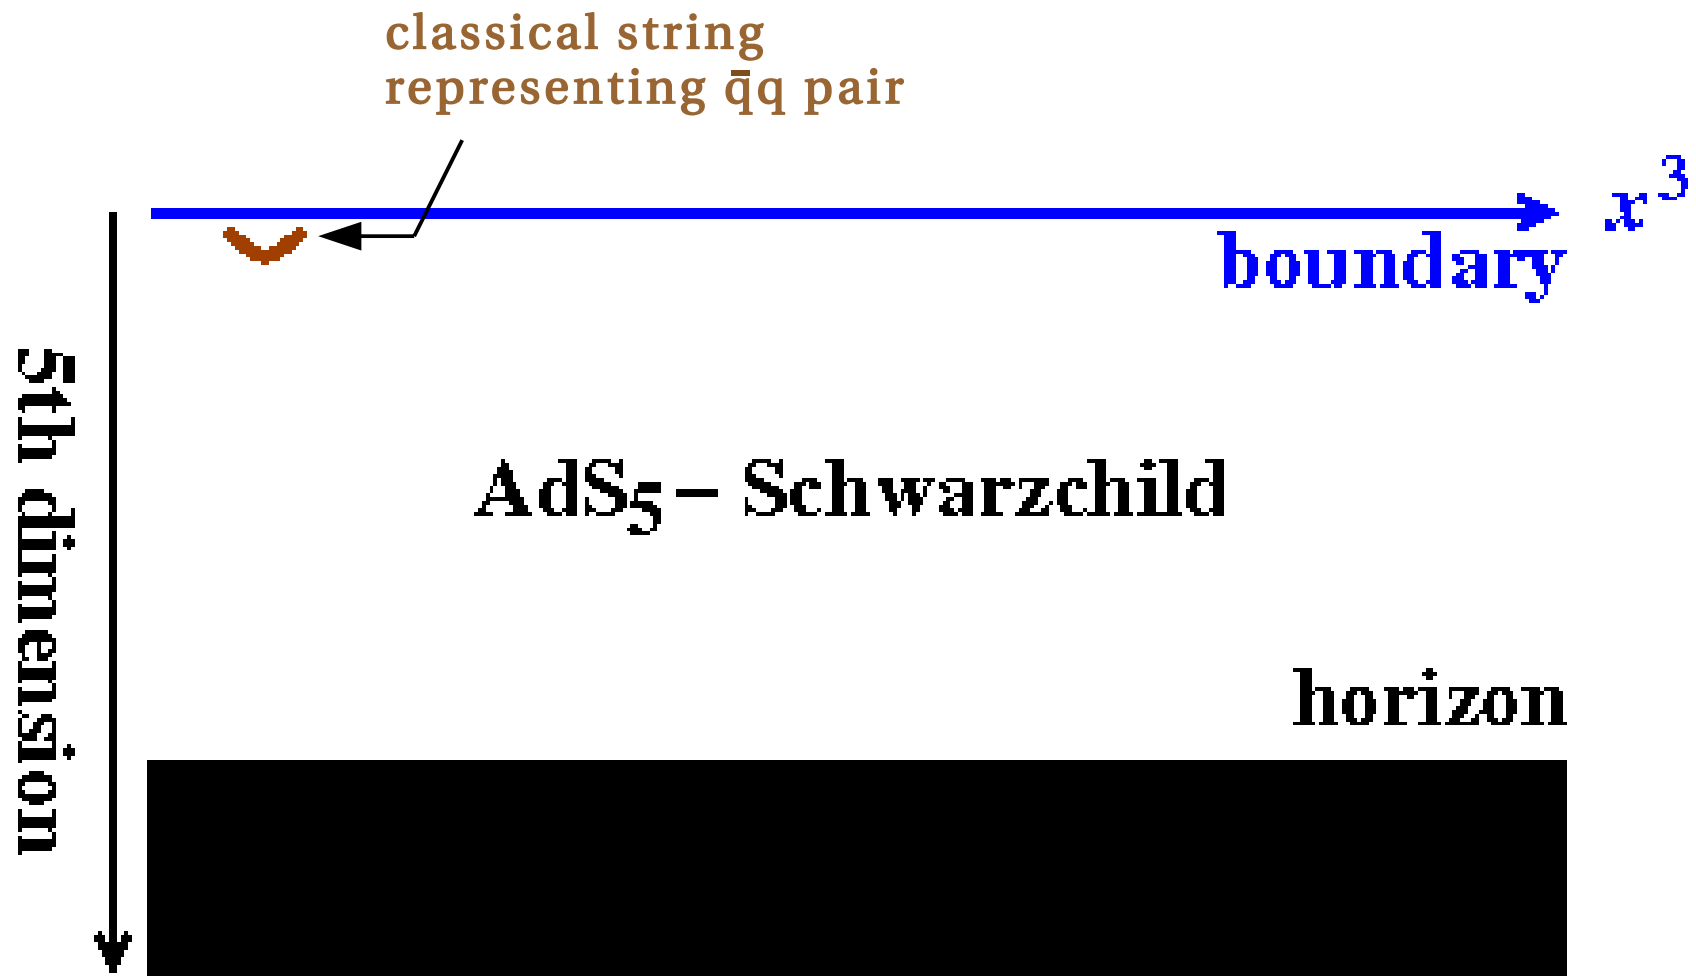 classical string
representing q̄q pair
x³
boundary
5th dimension
AdS₅ – Schwarzchild
horizon